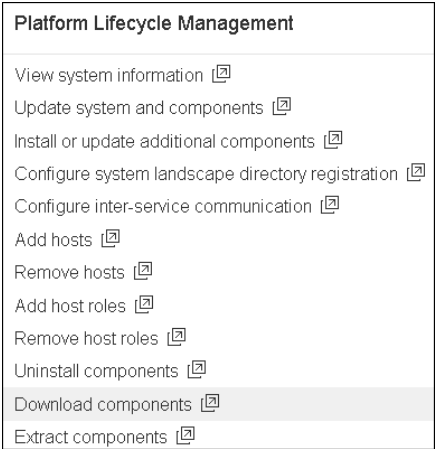 Platform Lifecycle Management
View system information
Update system and components
Install or update additional components
Configure system landscape directory registration
Configure inter-service communication
Add hosts
Remove hosts
Add host roles
Remove host roles
Uninstall components
Download components
Extract components